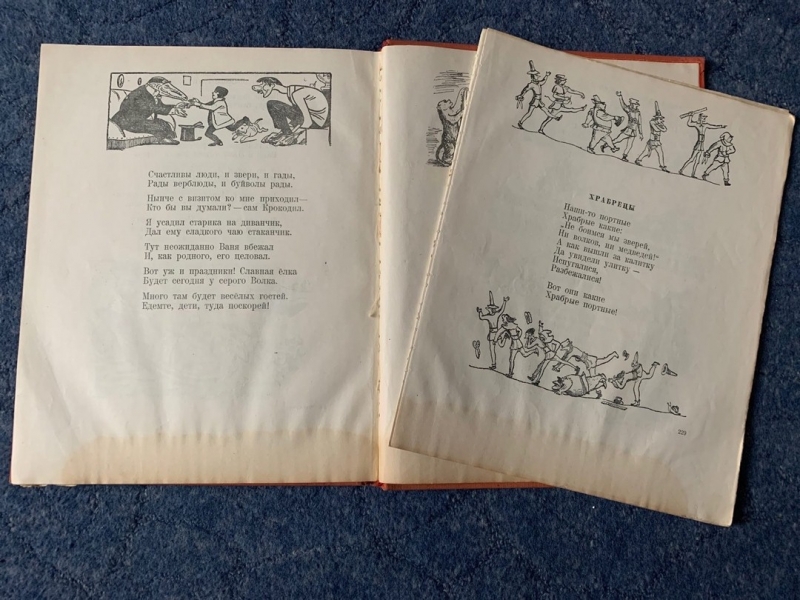 Счастливы люди, и звери, и гады,
Рады верблюды, и буйволы рады.
Нынче с визитом ко мне приходил—
Кто бы вы думали? — сам Крокодил.
Я усадил старика на диванчик,
Дал ему сладкого чаю стаканчик.
Тут неожиданно Ваня вбежал
И, как родного, его целовал.
Вот уж и праздники! Славная ёлка
Будет сегодня у серого Волка.
Много там будет весёлых гостей.
Едемте, дети, туда поскорей!
ХРАБРЕЦЫ
Наши-то портные
Храбрые какие:
„Не боимся мы зверей,
Ни волков, ни медведей!“
А как вышли за калитку
Да увидели улитку —
Испугалися,
Разбежалися!
Вот они какие
Храбрые портные!